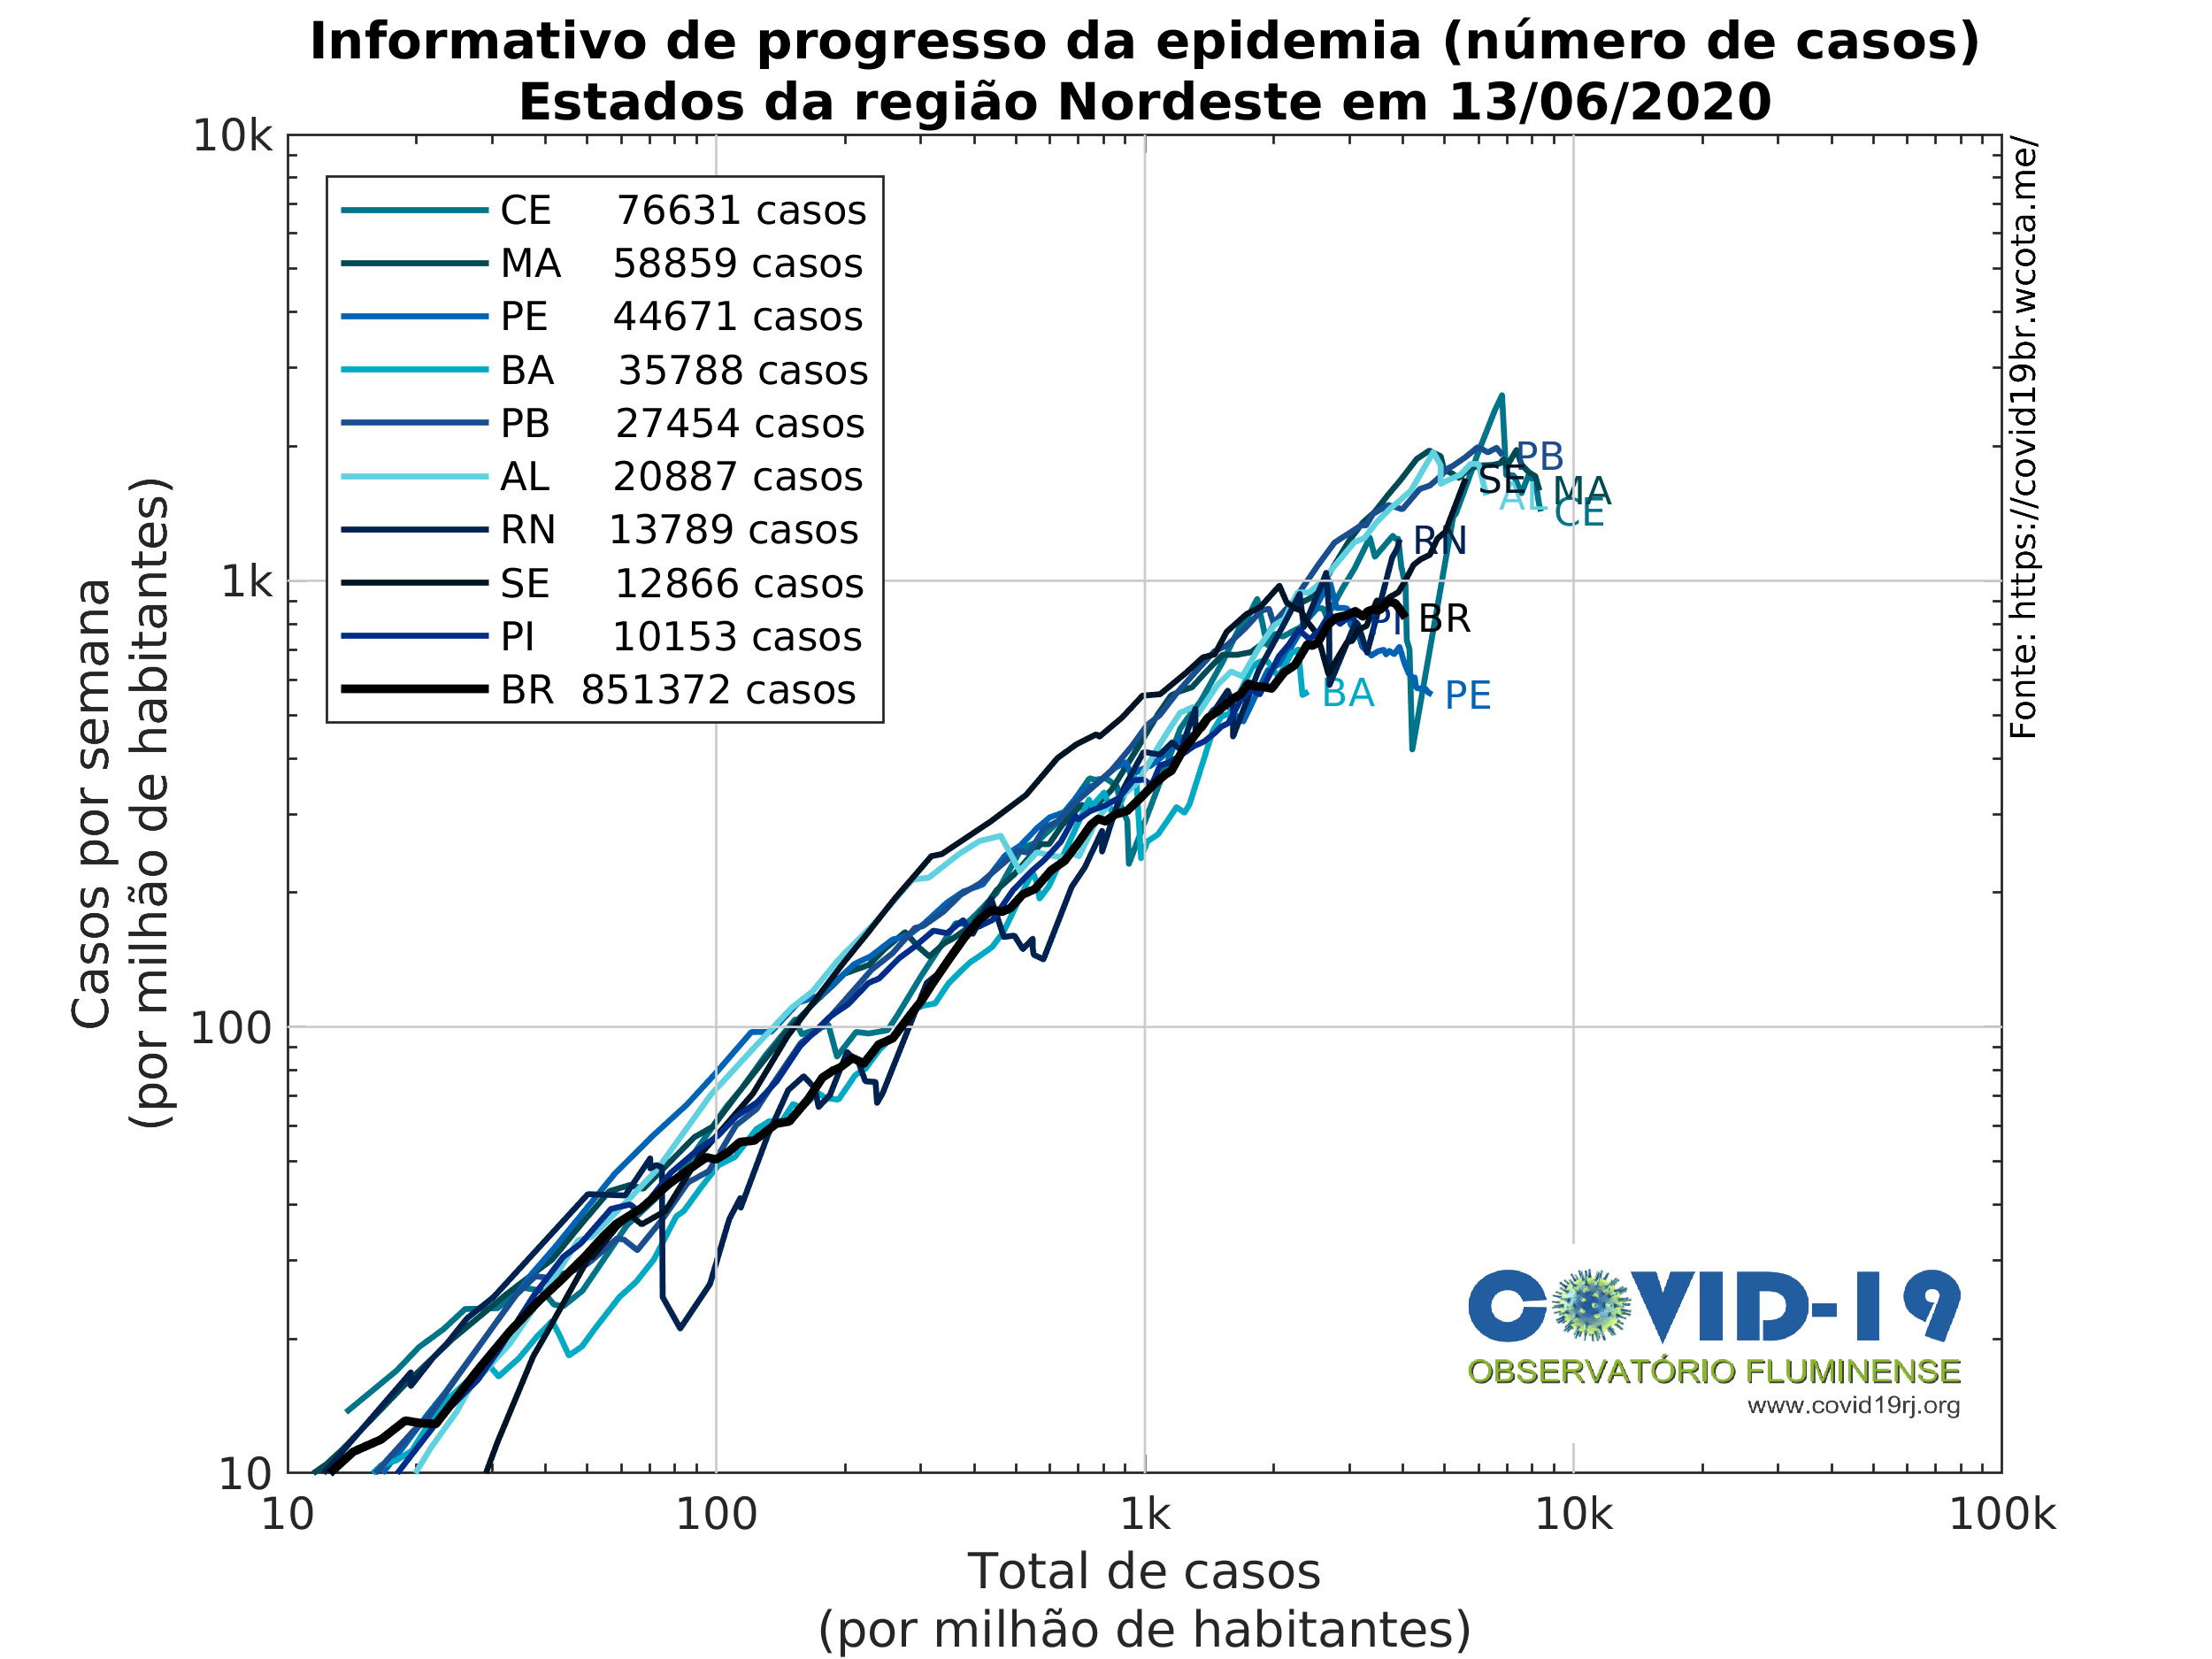 Informativo de progresso da epidemia (número de casos)
Estados da região Nordeste em 13/06/2020
10k
1k
100
10
Casos por semana
(por milhão de habitantes)
CE 76631 casos
MA 58859 casos
PE 44671 casos
BA 35788 casos
PB 27454 casos
AL 20887 casos
RN 13789 casos
SE 12866 casos
PI 10153 casos
BR 851372 casos
PB
SE
MA
AL
CE
RN
PI
BR
BA
PE
Fonte: https://covid19br.wcota.me/
COVID-19
OBSERVATÓRIO FLUMINENSE
www.covid19rj.org
10
100
1k
10k
100k
Total de casos
(por milhão de habitantes)